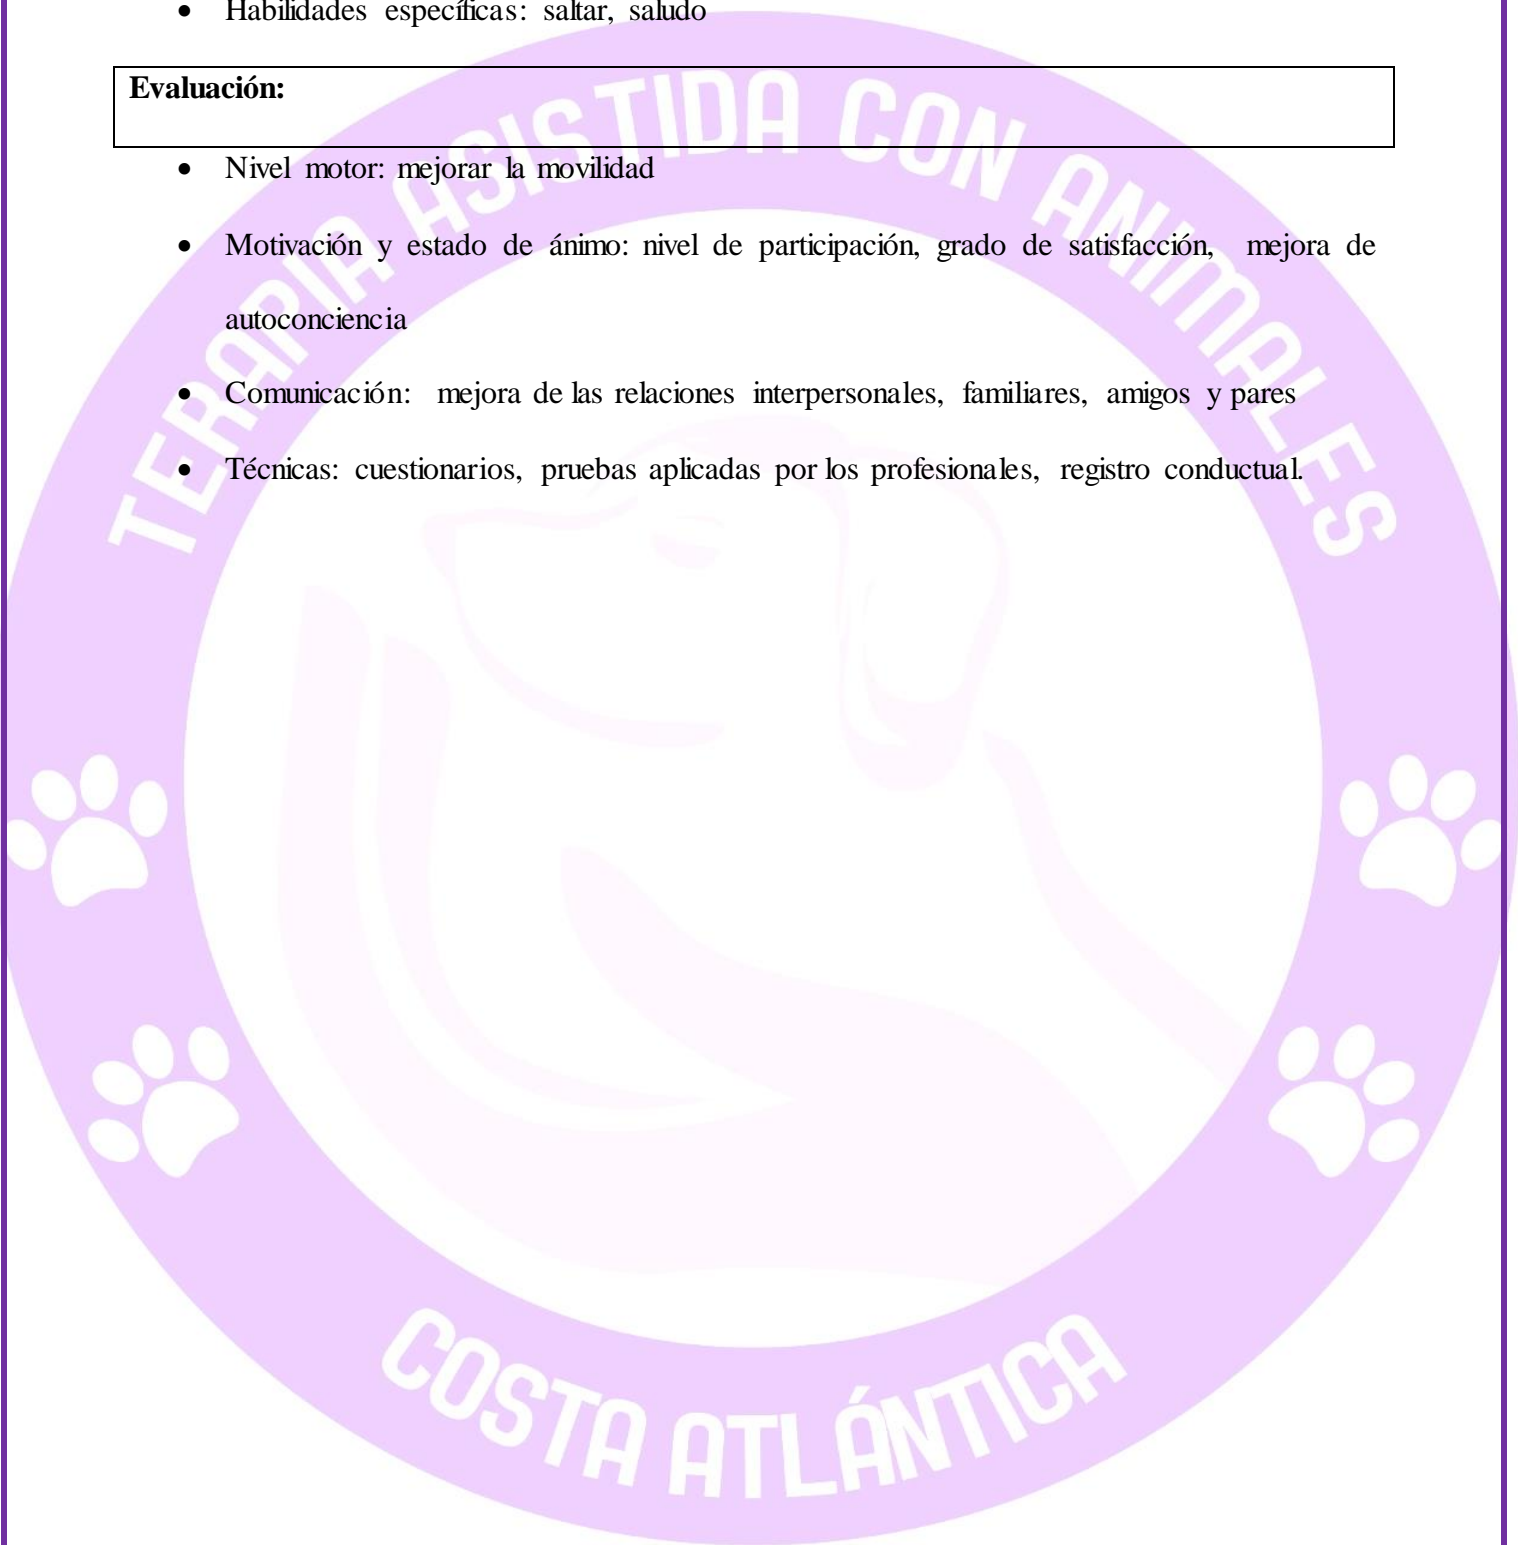 • Habilidades específicas: saltar, saludo
Evaluación:
• Nivel motor: mejorar la movilidad
• Motivación y estado de ánimo: nivel de participación, grado de satisfacción, mejora de
autoconciencia
• Comunicación: mejora de las relaciones interpersonales, familiares, amigos y pares
• Técnicas: cuestionarios, pruebas aplicadas por los profesionales, registro conductual.
TERAPIA ASISTIDA CON ANIMALES
COSTA ATLÁNTICA